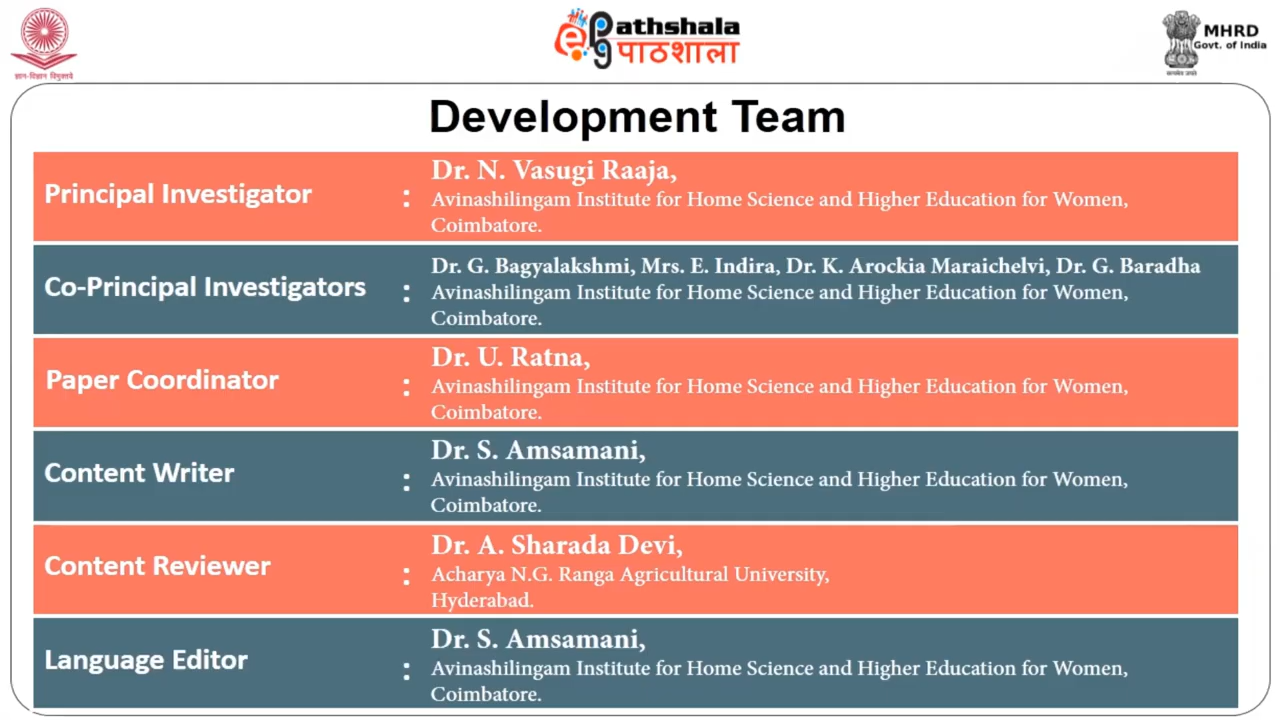 ज्ञान-विज्ञान विमुक्तये
ePG Pathshala
पाठशाला
MHRD
Govt. of India
सत्यमेव जयते
Development Team
Principal Investigator :
Dr. N. Vasugi Raaja,
Avinashilingam Institute for Home Science and Higher Education for Women,
Coimbatore.
Co-Principal Investigators :
Dr. G. Bagyalakshmi, Mrs. E. Indira, Dr. K. Arockia Maraichelvi, Dr. G. Baradha
Avinashilingam Institute for Home Science and Higher Education for Women,
Coimbatore.
Paper Coordinator :
Dr. U. Ratna,
Avinashilingam Institute for Home Science and Higher Education for Women,
Coimbatore.
Content Writer :
Dr. S. Amsamani,
Avinashilingam Institute for Home Science and Higher Education for Women,
Coimbatore.
Content Reviewer :
Dr. A. Sharada Devi,
Acharya N.G. Ranga Agricultural University,
Hyderabad.
Language Editor :
Dr. S. Amsamani,
Avinashilingam Institute for Home Science and Higher Education for Women,
Coimbatore.